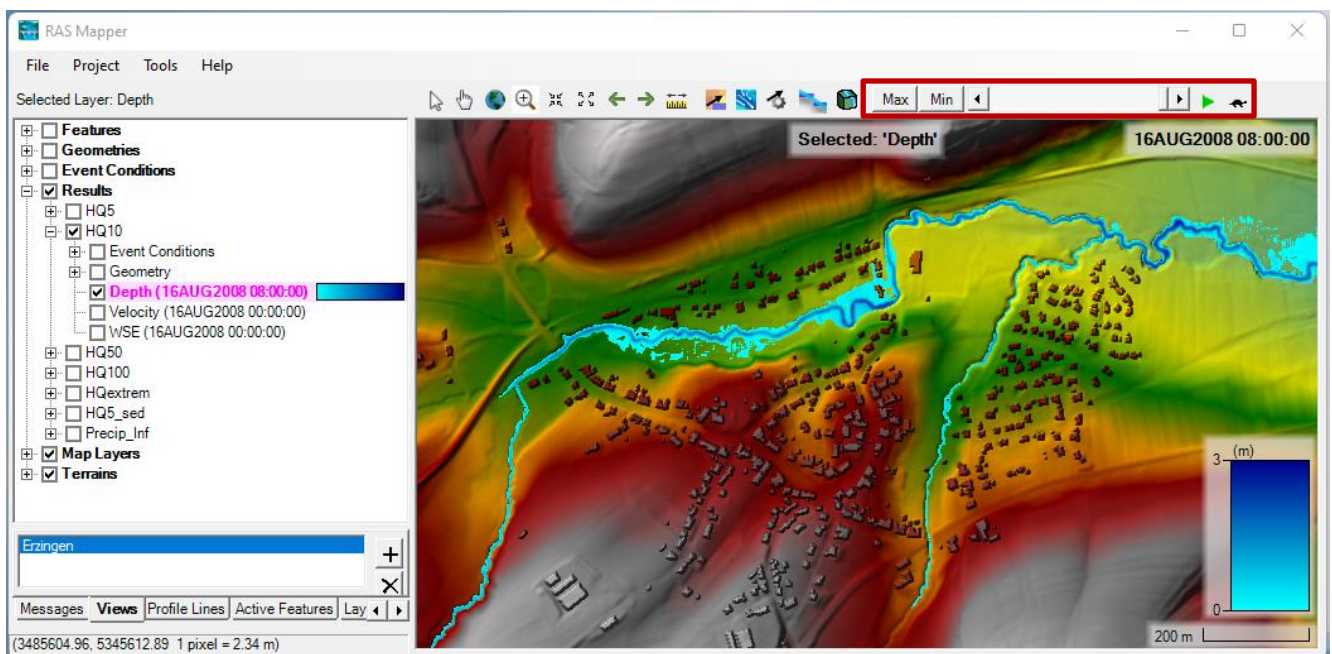 RAS Mapper
File Project Tools Help
Selected Layer: Depth
Max Min
Features
Geometries
Event Conditions
Results
HQ5
HQ10
Event Conditions
Geometry
Depth (16AUG2008 08:00:00)
Velocity (16AUG2008 00:00:00)
WSE (16AUG2008 00:00:00)
HQ50
HQ100
HQextrem
HQ5_sed
Precip_Inf
Map Layers
Terrains
Erzingen
Messages Views Profile Lines Active Features Lay
(3485604.96, 5345612.89 1 pixel = 2.34 m)
Selected: 'Depth'
16AUG2008 08:00:00
(m)
3
0
200 m